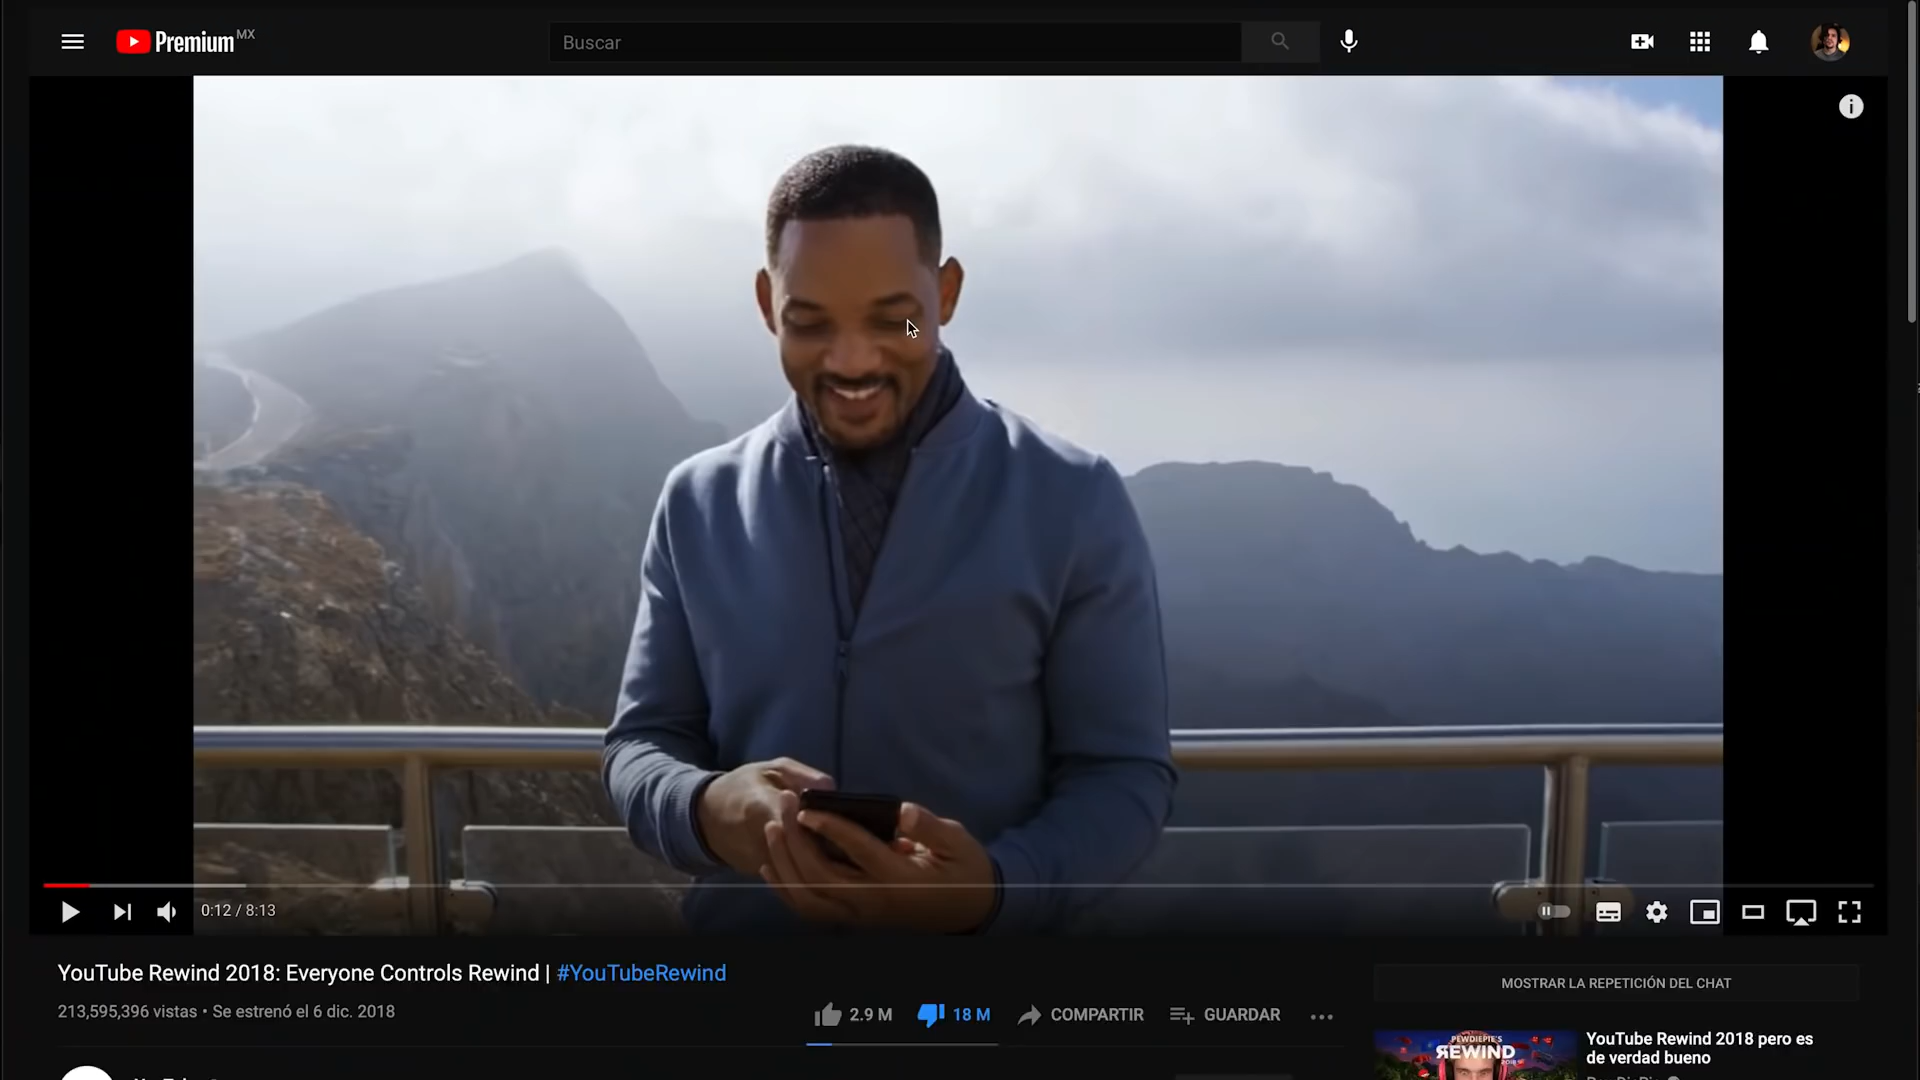 Premium MX
Buscar
0:12 / 8:13
YouTube Rewind 2018: Everyone Controls Rewind | #YouTubeRewind
213,595,396 vistas • Se estrenó el 6 dic. 2018
2.9 M
18 M
COMPARTIR
GUARDAR
MOSTRAR LA REPETICIÓN DEL CHAT
PEWDIEPIE'S
REWIND
YouTube Rewind 2018 pero es
de verdad bueno